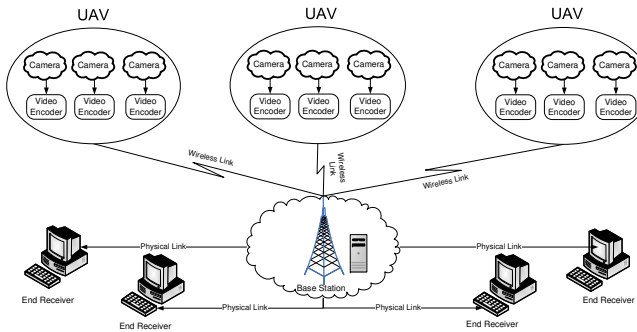 UAV
UAV
UAV
Camera Camera Camera
Camera Camera Camera
Camera Camera Camera
Video Encoder
Video Encoder
Video Encoder
Video Encoder
Video Encoder
Video Encoder
Video Encoder
Video Encoder
Video Encoder
Wireless Link
Wireless
Link
Wireless Link
Physical Link
Physical Link
Base Station
End Receiver
End Receiver
Physical Link
Physical Link
End Receiver
End Receiver